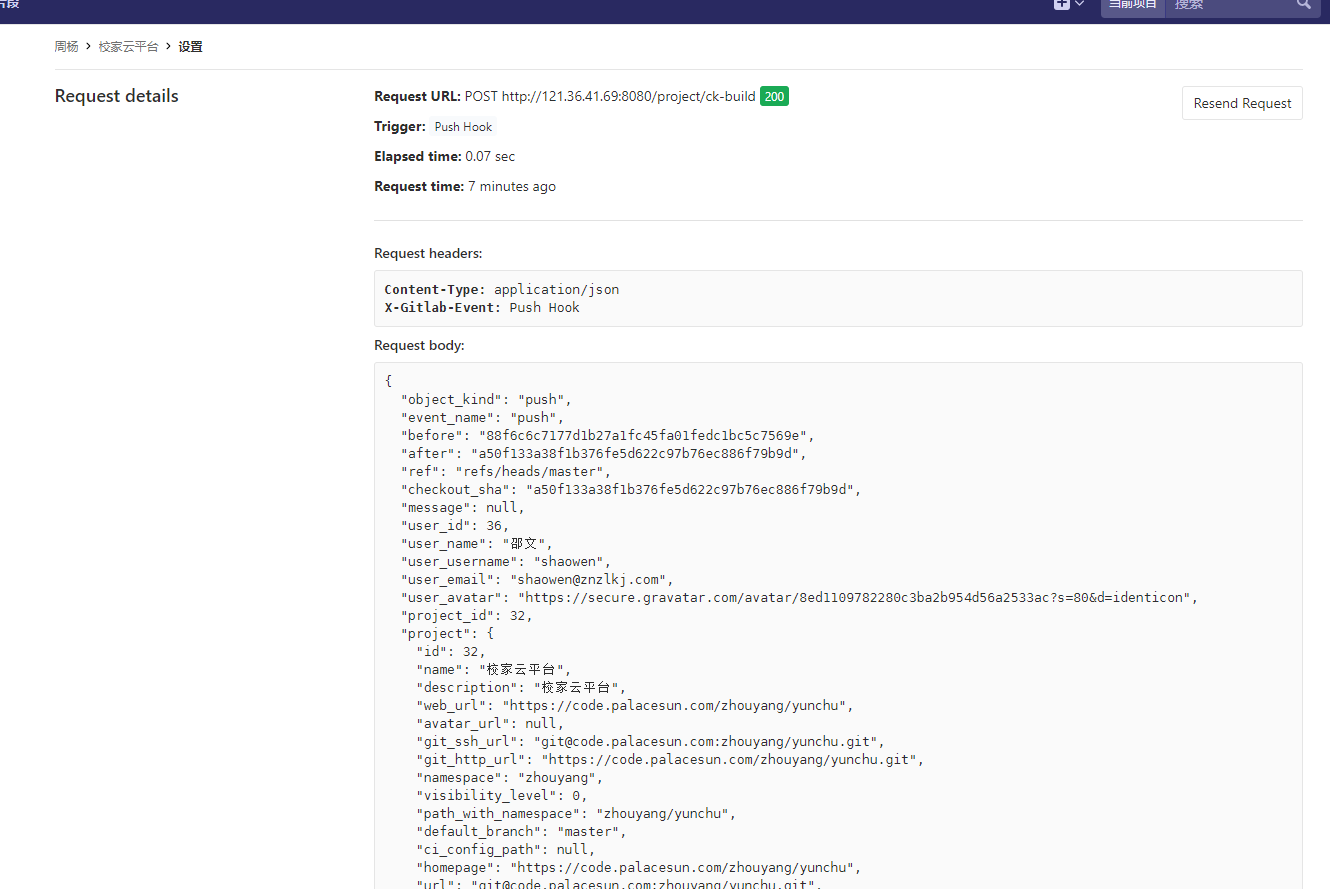 片段
当前项目 搜索
周杨 > 校家云平台 > 设置
Request details
Request URL: POST http://121.36.41.69:8080/project/ck-build 200
Resend Request
Trigger: Push Hook
Elapsed time: 0.07 sec
Request time: 7 minutes ago
Request headers:
Content-Type: application/json
X-Gitlab-Event: Push Hook
Request body:
{
"object_kind": "push",
"event_name": "push",
"before": "88f6c6c7177d1b27a1fc45fa01fedc1bc5c7569e",
"after": "a50f133a38f1b376fe5d622c97b76ec886f79b9d",
"ref": "refs/heads/master",
"checkout_sha": "a50f133a38f1b376fe5d622c97b76ec886f79b9d",
"message": null,
"user_id": 36,
"user_name": "邵文",
"user_username": "shaowen",
"user_email": "shaowen@znzlkj.com",
"user_avatar": "https://secure.gravatar.com/avatar/8ed1109782280c3ba2b954d56a2533ac?s=80&d=identicon",
"project_id": 32,
"project": {
"id": 32,
"name": "校家云平台",
"description": "校家云平台",
"web_url": "https://code.palacesun.com/zhouyang/yunchu",
"avatar_url": null,
"git_ssh_url": "git@code.palacesun.com:zhouyang/yunchu.git",
"git_http_url": "https://code.palacesun.com/zhouyang/yunchu.git",
"namespace": "zhouyang",
"visibility_level": 0,
"path_with_namespace": "zhouyang/yunchu",
"default_branch": "master",
"ci_config_path": null,
"homepage": "https://code.palacesun.com/zhouyang/yunchu",
"url": "git@code.palacesun.com:zhouyang/yunchu.git",